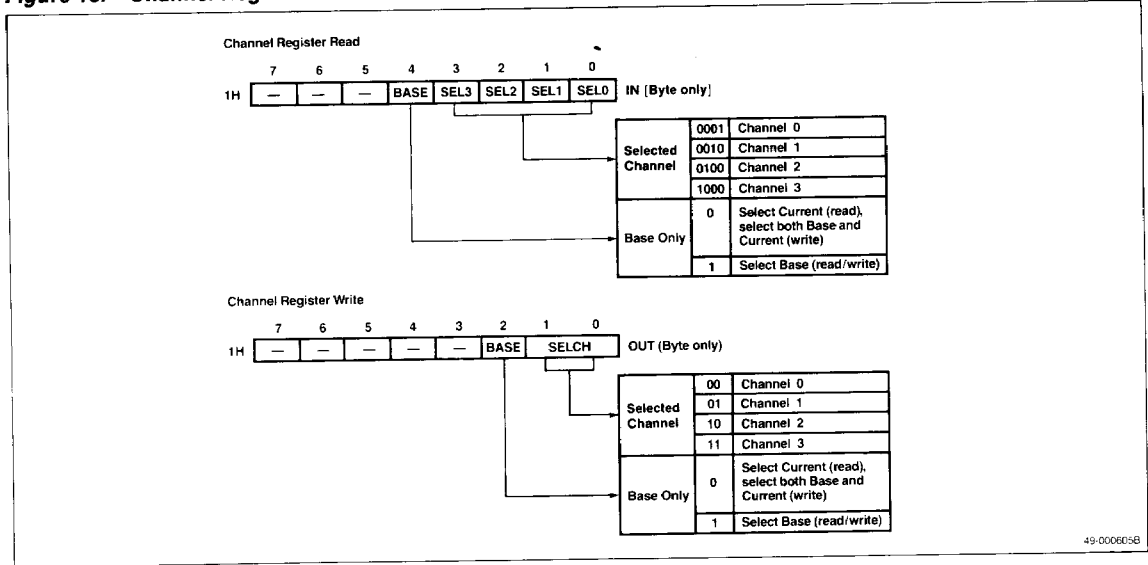 Channel Register Read
7 6 5 4 3 2 1 0
1H — — — BASE SEL3 SEL2 SEL1 SEL0 IN [Byte only]
Selected Channel
0001 Channel 0
0010 Channel 1
0100 Channel 2
1000 Channel 3
Base Only
0 Select Current (read),
select both Base and
Current (write)
1 Select Base (read/write)
Channel Register Write
7 6 5 4 3 2 1 0
1H — — — — — BASE SELCH OUT (Byte only)
Selected Channel
00 Channel 0
01 Channel 1
10 Channel 2
11 Channel 3
Base Only
0 Select Current (read),
select both Base and
Current (write)
1 Select Base (read/write)
49-000605B